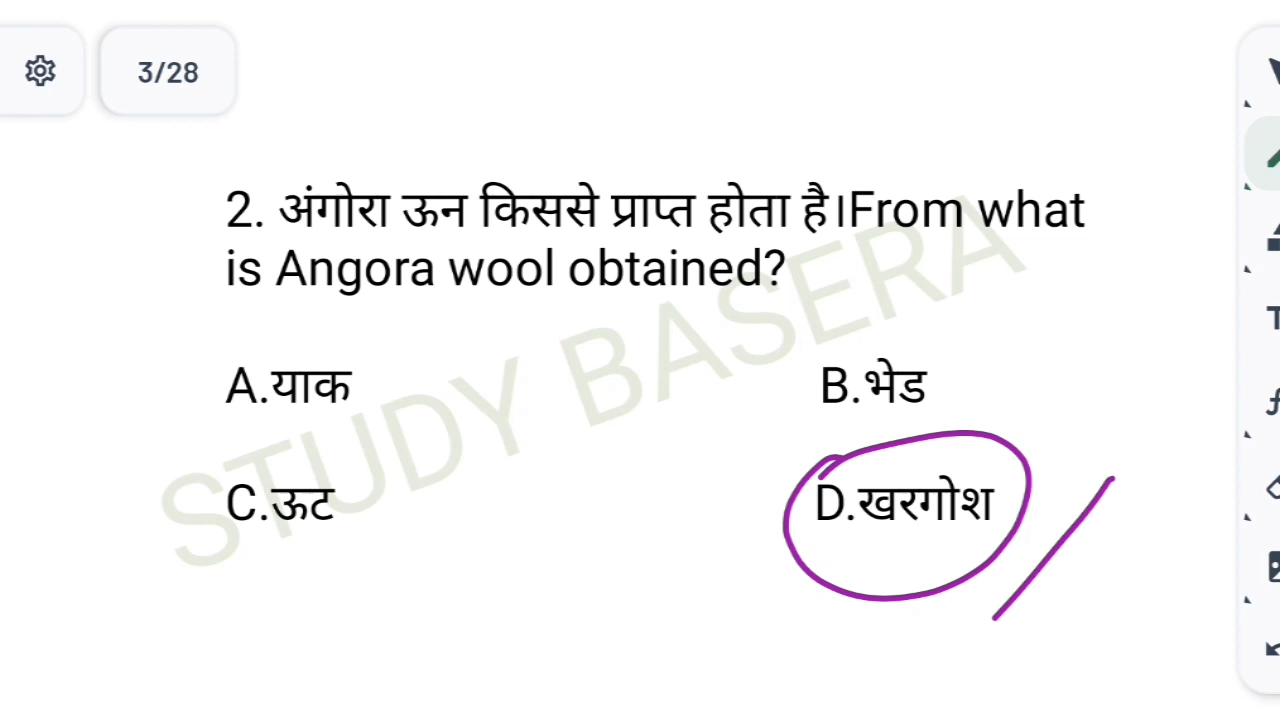 3/28
2. अंगोरा ऊन किससे प्राप्त होता है।From what
is Angora wool obtained?
A.याक B.भेड
C.ऊट D.खरगोश
STUDY BASERA